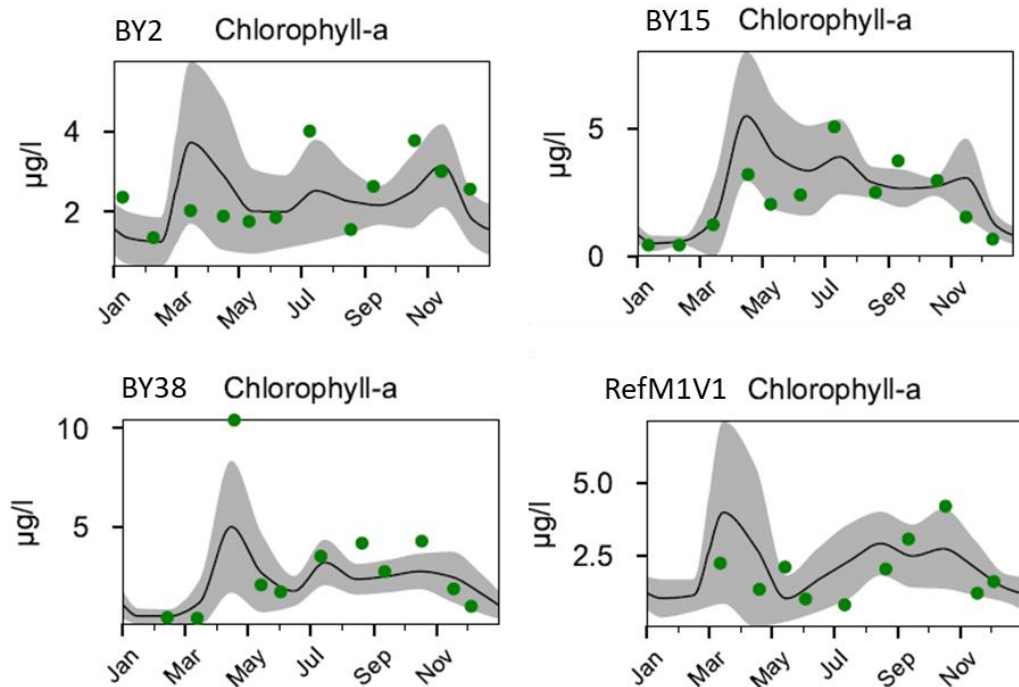 BY2 Chlorophyll-a
µg/l
4
2
Jan Mar May Jul Sep Nov
BY15 Chlorophyll-a
µg/l
5
0
Jan Mar May Jul Sep Nov
BY38 Chlorophyll-a
µg/l
10
5
Jan Mar May Jul Sep Nov
RefM1V1 Chlorophyll-a
µg/l
5.0
2.5
Jan Mar May Jul Sep Nov